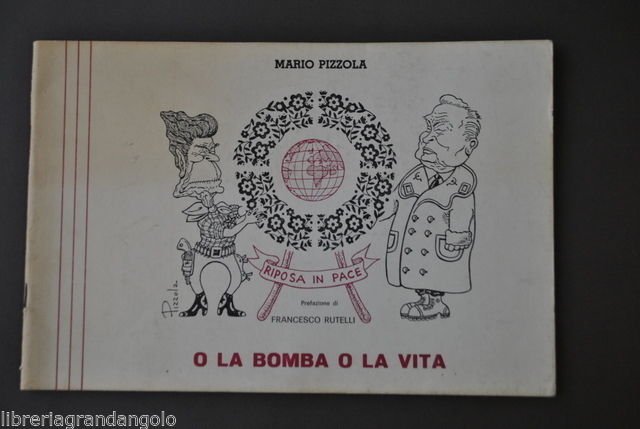 MARIO PIZZOLA
RIPOSA IN PACE
Pizzola
Prefazione di
FRANCESCO RUTELLI
O LA BOMBA O LA VITA
libreriagrandangolo